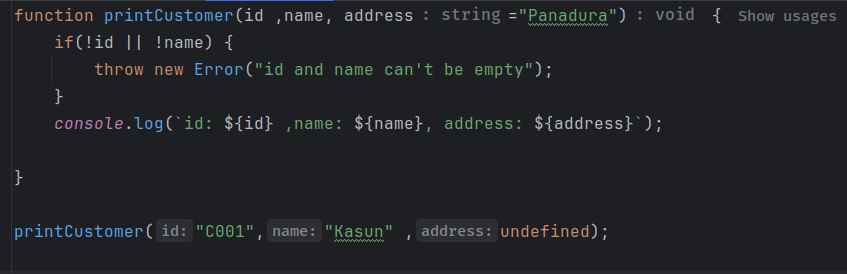 function printCustomer(id ,name, address : string ="Panadura") : void { Show usages
if(!id || !name) {
throw new Error("id and name can't be empty");
}
console.log(`id: ${id} ,name: ${name}, address: ${address}`);
}
printCustomer( id: "C001", name: "Kasun" , address: undefined);